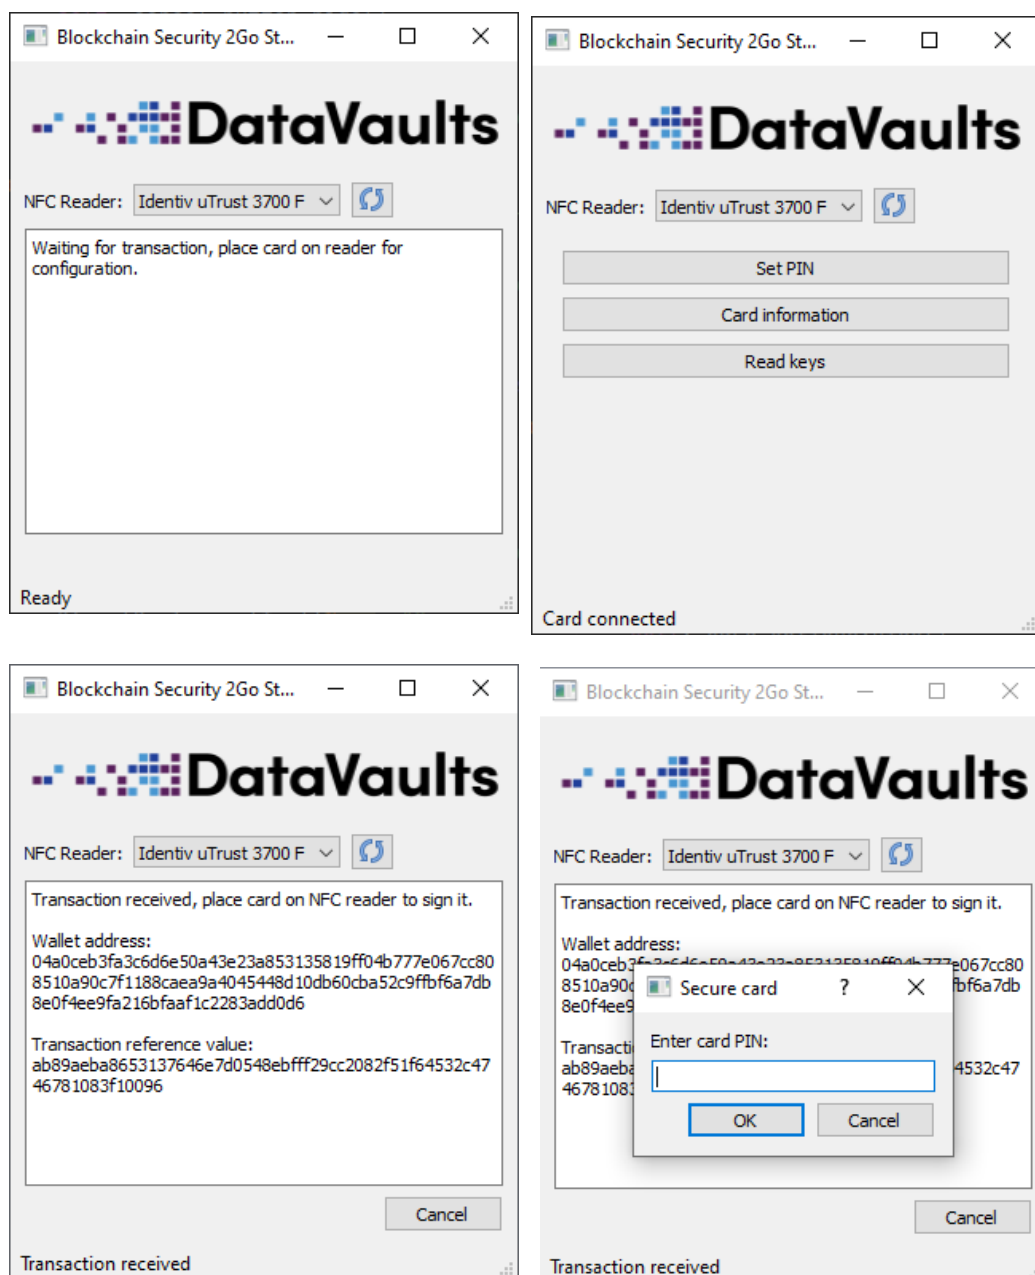 Blockchain Security 2Go St...
DataVaults
NFC Reader: Identiv uTrust 3700 F
Waiting for transaction, place card on reader for
configuration.
Ready
Blockchain Security 2Go St...
DataVaults
NFC Reader: Identiv uTrust 3700 F
Set PIN
Card information
Read keys
Card connected
Blockchain Security 2Go St...
DataVaults
NFC Reader: Identiv uTrust 3700 F
Transaction received, place card on NFC reader to sign it.
Wallet address:
04a0ceb3fa3c6d6e50a43e23a853135819ff04b777e067cc80
8510a90c7f1188caea9a4045448d10db60cba52c9ffbf6a7db
8e0f4ee9fa216bfaaf1c2283add0d6
Transaction reference value:
ab89aeba8653137646e7d0548ebfff29cc2082f51f64532c47
46781083f10096
Cancel
Transaction received
Blockchain Security 2Go St...
DataVaults
NFC Reader: Identiv uTrust 3700 F
Transaction received, place card on NFC reader to sign it.
Wallet address:
Secure card ?
Enter card PIN:
OK Cancel
Cancel
Transaction received